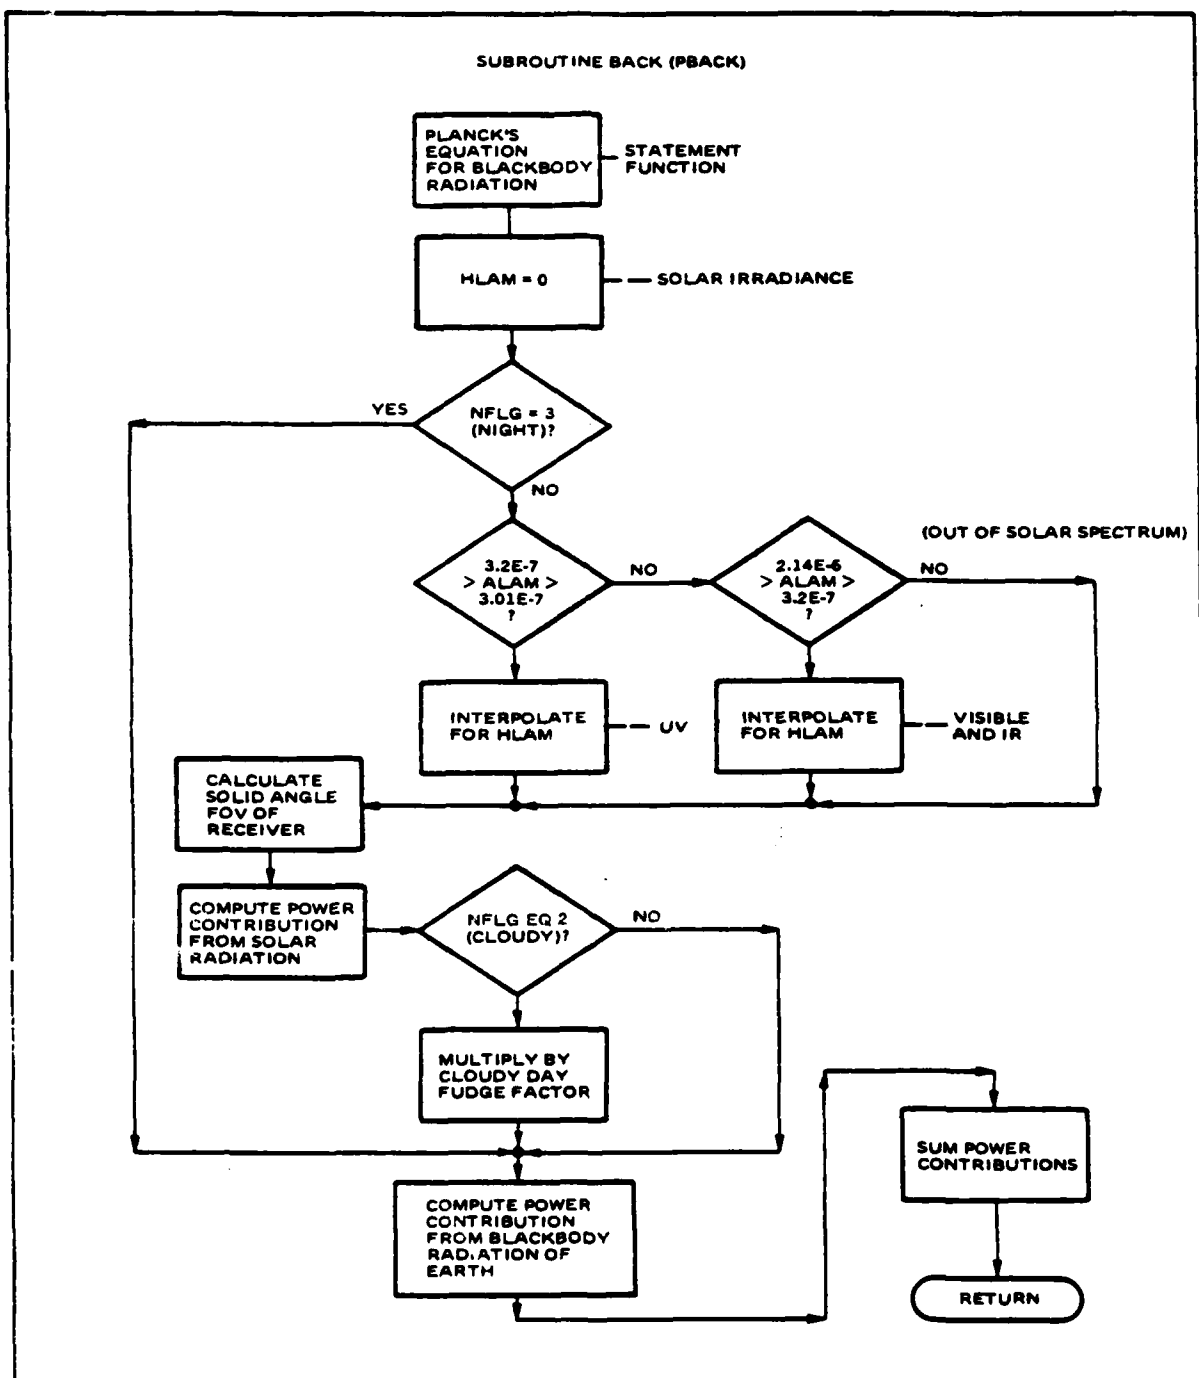 SUBROUTINE BACK (PBACK)
PLANCK'S
EQUATION
FOR BLACKBODY
RADIATION
STATEMENT
FUNCTION
HLAM = 0
SOLAR IRRADIANCE
YES
NFLG = 3
(NIGHT)?
NO
3.2E-7
> ALAM >
3.01E-7
?
NO
2.14E-6
> ALAM >
3.2E-7
?
(OUT OF SOLAR SPECTRUM)
NO
INTERPOLATE
FOR HLAM
UV
INTERPOLATE
FOR HLAM
VISIBLE
AND IR
CALCULATE
SOLID ANGLE
FOV OF
RECEIVER
COMPUTE POWER
CONTRIBUTION
FROM SOLAR
RADIATION
NFLG EQ 2
(CLOUDY)?
NO
MULTIPLY BY
CLOUDY DAY
FUDGE FACTOR
COMPUTE POWER
CONTRIBUTION
FROM BLACKBODY
RADIATION OF
EARTH
SUM POWER
CONTRIBUTIONS
RETURN